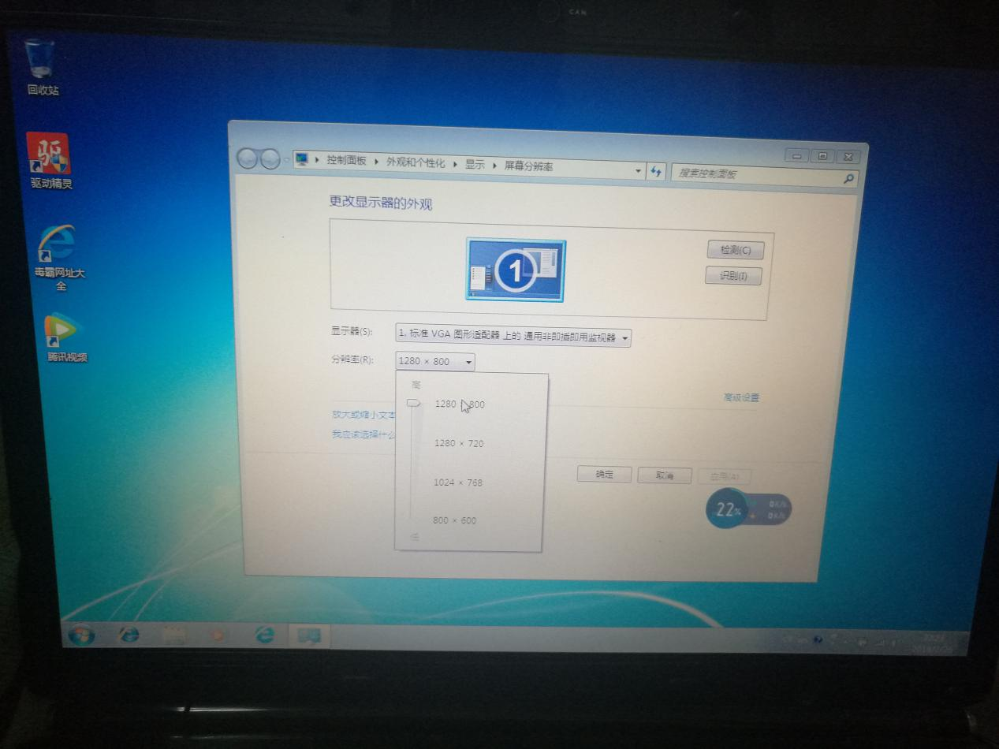 CAM
回收站
驱
驱动精灵
毒霸网址大
全
腾讯视频
控制面板 外观和个性化 显示 屏幕分辨率
搜索控制面板
更改显示器的外观
1
检测(C)
识别(I)
显示器(S):
1. 标准 VGA 图形适配器 上的 通用非即插即用监视器
分辨率(R):
1280 × 800
高
1280 800
1280 × 720
1024 × 768
800 × 600
低
高级设置
放大或缩小文本
我应该选择什么
确定
取消
应用(A)
22%
0K/s
0K/s